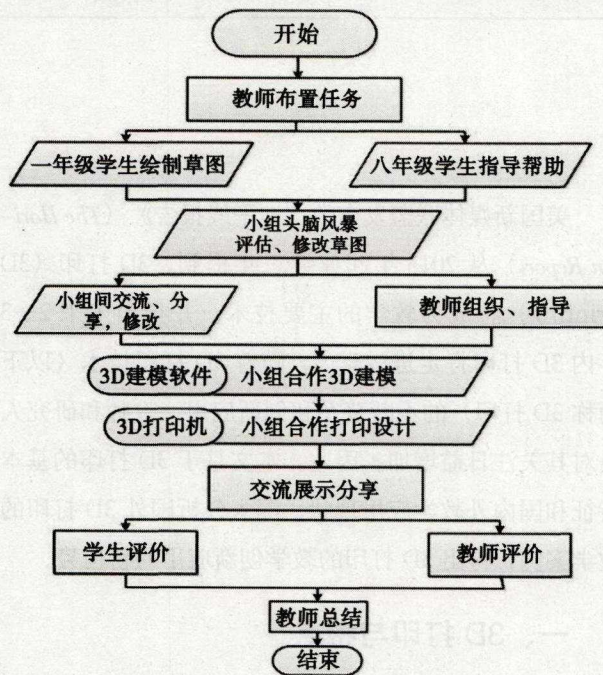 开始
教师布置任务
一年级学生绘制草图
八年级学生指导帮助
小组头脑风暴
评估、修改草图
小组间交流、分
享,修改
教师组织、指导
3D建模软件
小组合作3D建模
3D打印机
小组合作打印设计
交流展示分享
学生评价
教师评价
教师总结
结束